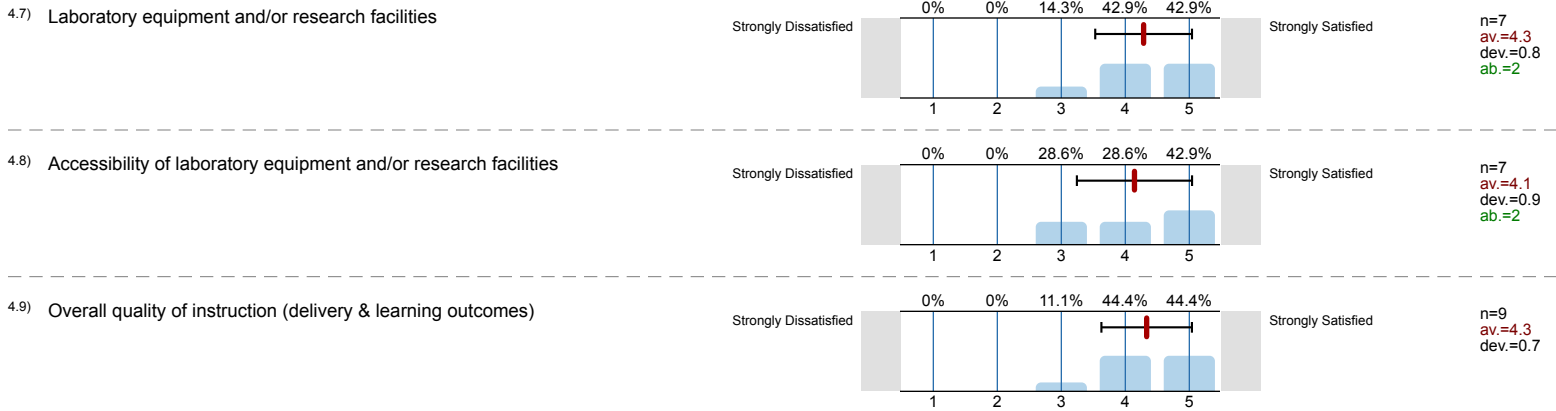 4.7) Laboratory equipment and/or research facilities
0% 0% 14.3% 42.9% 42.9%
Strongly Dissatisfied
Strongly Satisfied
1 2 3 4 5
n=7
av.=4.3
dev.=0.8
ab.=2
4.8) Accessibility of laboratory equipment and/or research facilities
0% 0% 28.6% 28.6% 42.9%
Strongly Dissatisfied
Strongly Satisfied
1 2 3 4 5
n=7
av.=4.1
dev.=0.9
ab.=2
4.9) Overall quality of instruction (delivery & learning outcomes)
0% 0% 11.1% 44.4% 44.4%
Strongly Dissatisfied
Strongly Satisfied
1 2 3 4 5
n=9
av.=4.3
dev.=0.7